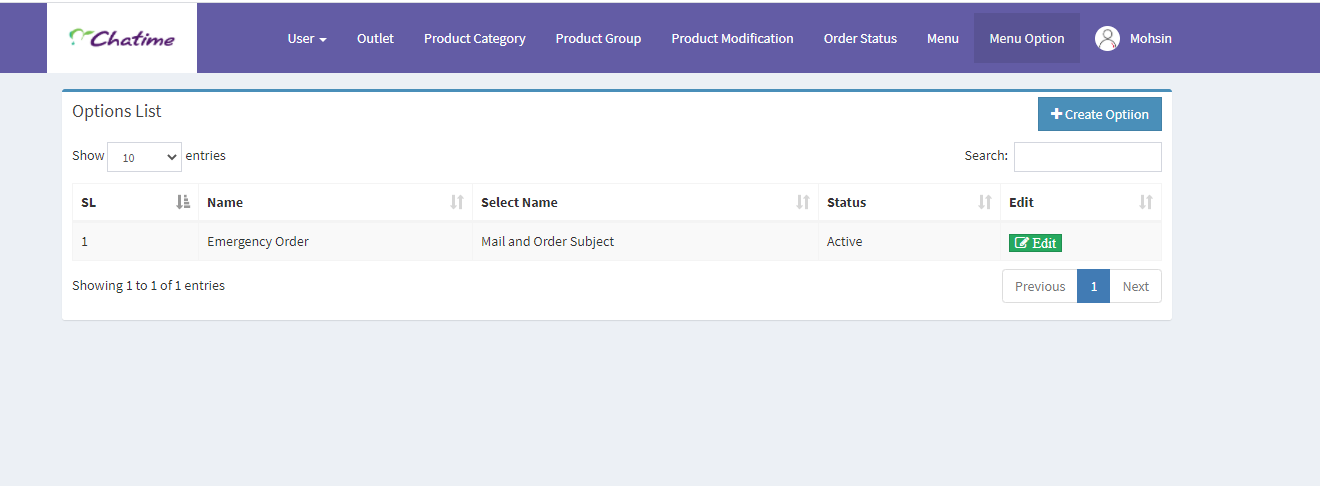 Chatime
User Outlet Product Category Product Group Product Modification Order Status Menu Menu Option Mohsin
Options List
Create Optiion
Show 10 entries
Search:
SL Name Select Name Status Edit
1 Emergency Order Mail and Order Subject Active Edit
Showing 1 to 1 of 1 entries
Previous 1 Next